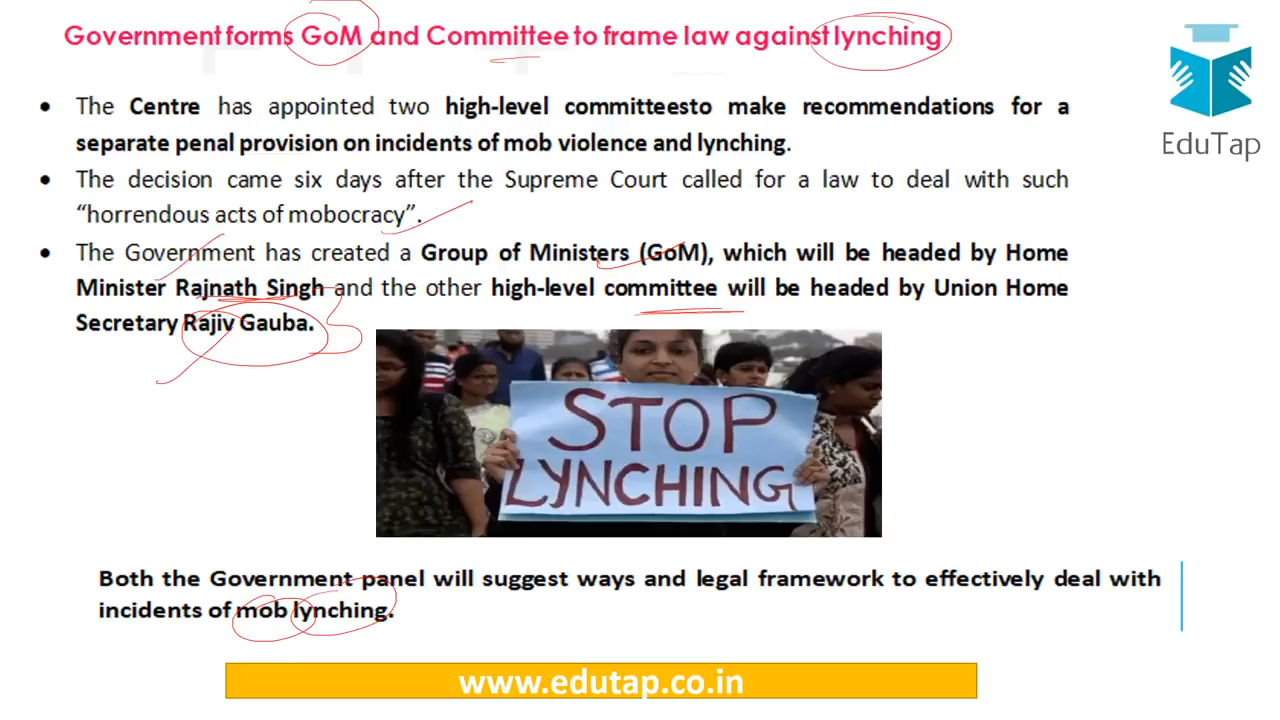 Government forms GoM and Committee to frame law against lynching
EduTap
• The Centre has appointed two high-level committeesto make recommendations for a
separate penal provision on incidents of mob violence and lynching.
• The decision came six days after the Supreme Court called for a law to deal with such
“horrendous acts of mobocracy”.
• The Government has created a Group of Ministers (GoM), which will be headed by Home
Minister Rajnath Singh and the other high-level committee will be headed by Union Home
Secretary Rajiv Gauba.
STOP
LYNCHING
Both the Government panel will suggest ways and legal framework to effectively deal with
incidents of mob lynching.
www.edutap.co.in